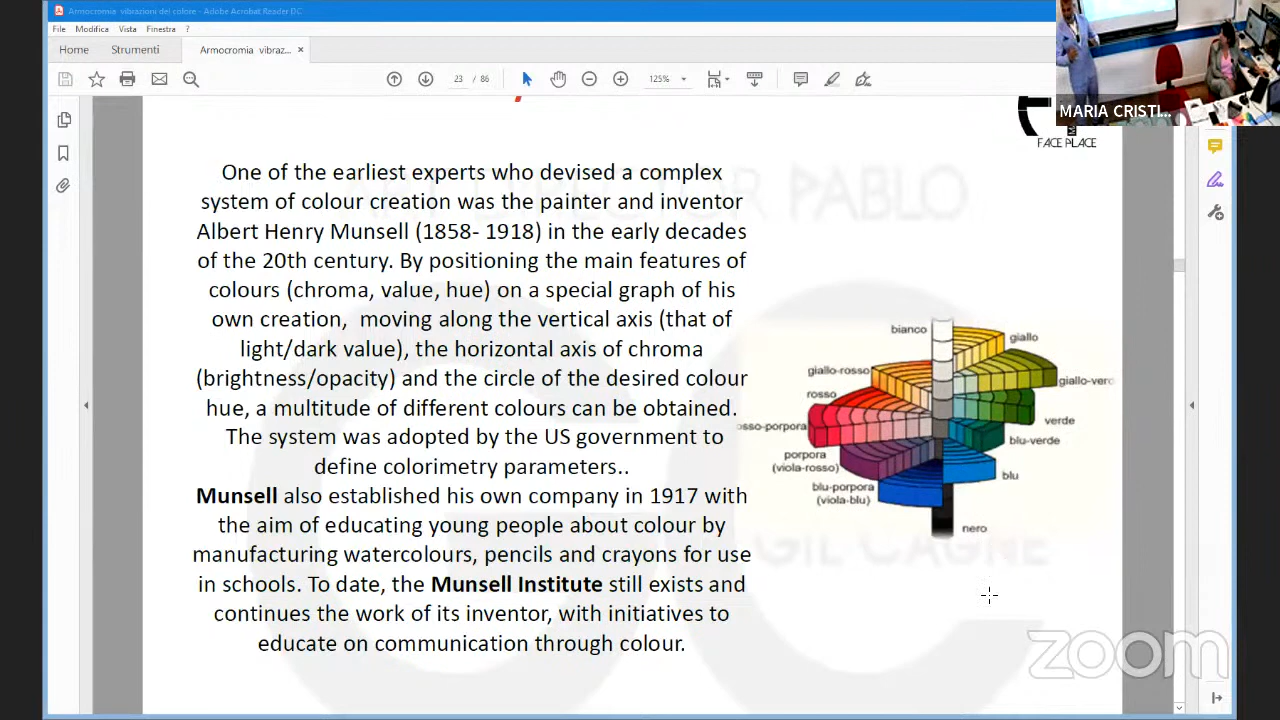 Armocromia vibrazioni del colore - Adobe Acrobat Reader DC
File Modifica Vista Finestra ?
Home Strumenti Armocromia vibraz... ×
23 / 86 125%
MARIA CRISTI...
FACE PLACE
One of the earliest experts who devised a complex
system of colour creation was the painter and inventor
Albert Henry Munsell (1858- 1918) in the early decades
of the 20th century. By positioning the main features of
colours (chroma, value, hue) on a special graph of his
own creation, moving along the vertical axis (that of
light/dark value), the horizontal axis of chroma
(brightness/opacity) and the circle of the desired colour
hue, a multitude of different colours can be obtained.
The system was adopted by the US government to
define colorimetry parameters..
Munsell also established his own company in 1917 with
the aim of educating young people about colour by
manufacturing watercolours, pencils and crayons for use
in schools. To date, the Munsell Institute still exists and
continues the work of its inventor, with initiatives to
educate on communication through colour.
bianco
giallo
giallo-rosso
giallo-verd
rosso
verde
osso-porpora
blu-verde
porpora
(viola-rosso)
blu
blu-porpora
(viola-blu)
nero
DIRECTOR PABLO
GIL CAGNE
zoom